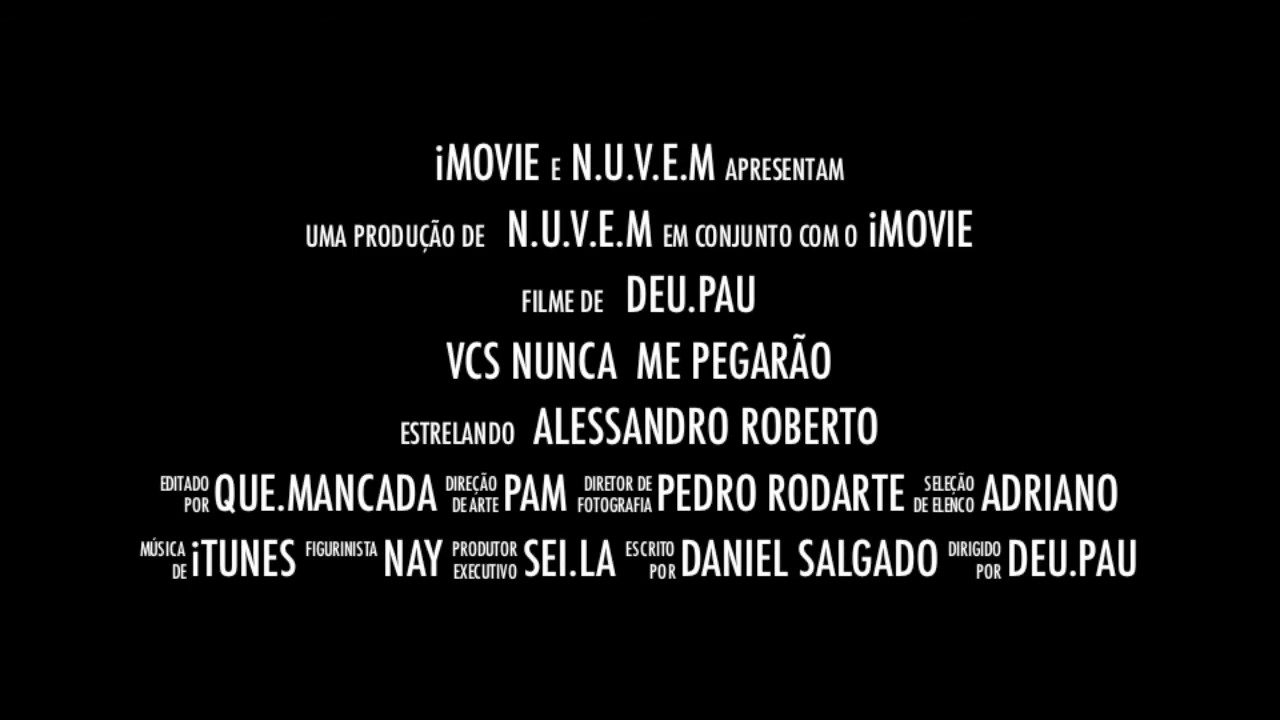 iMOVIE E N.U.V.E.M APRESENTAM
UMA PRODUÇÃO DE N.U.V.E.M EM CONJUNTO COM O iMOVIE
FILME DE DEU.PAU
VCS NUNCA ME PEGARÃO
ESTRELANDO ALESSANDRO ROBERTO
EDITADO POR QUE.MANCADA DIREÇÃO DE ARTE PAM DIRETOR DE FOTOGRAFIA PEDRO RODARTE SELEÇÃO DE ELENCO ADRIANO
MÚSICA DE iTUNES FIGURINISTA NAY PRODUTOR EXECUTIVO SEI.LA ESCRITO POR DANIEL SALGADO DIRIGIDO POR DEU.PAU